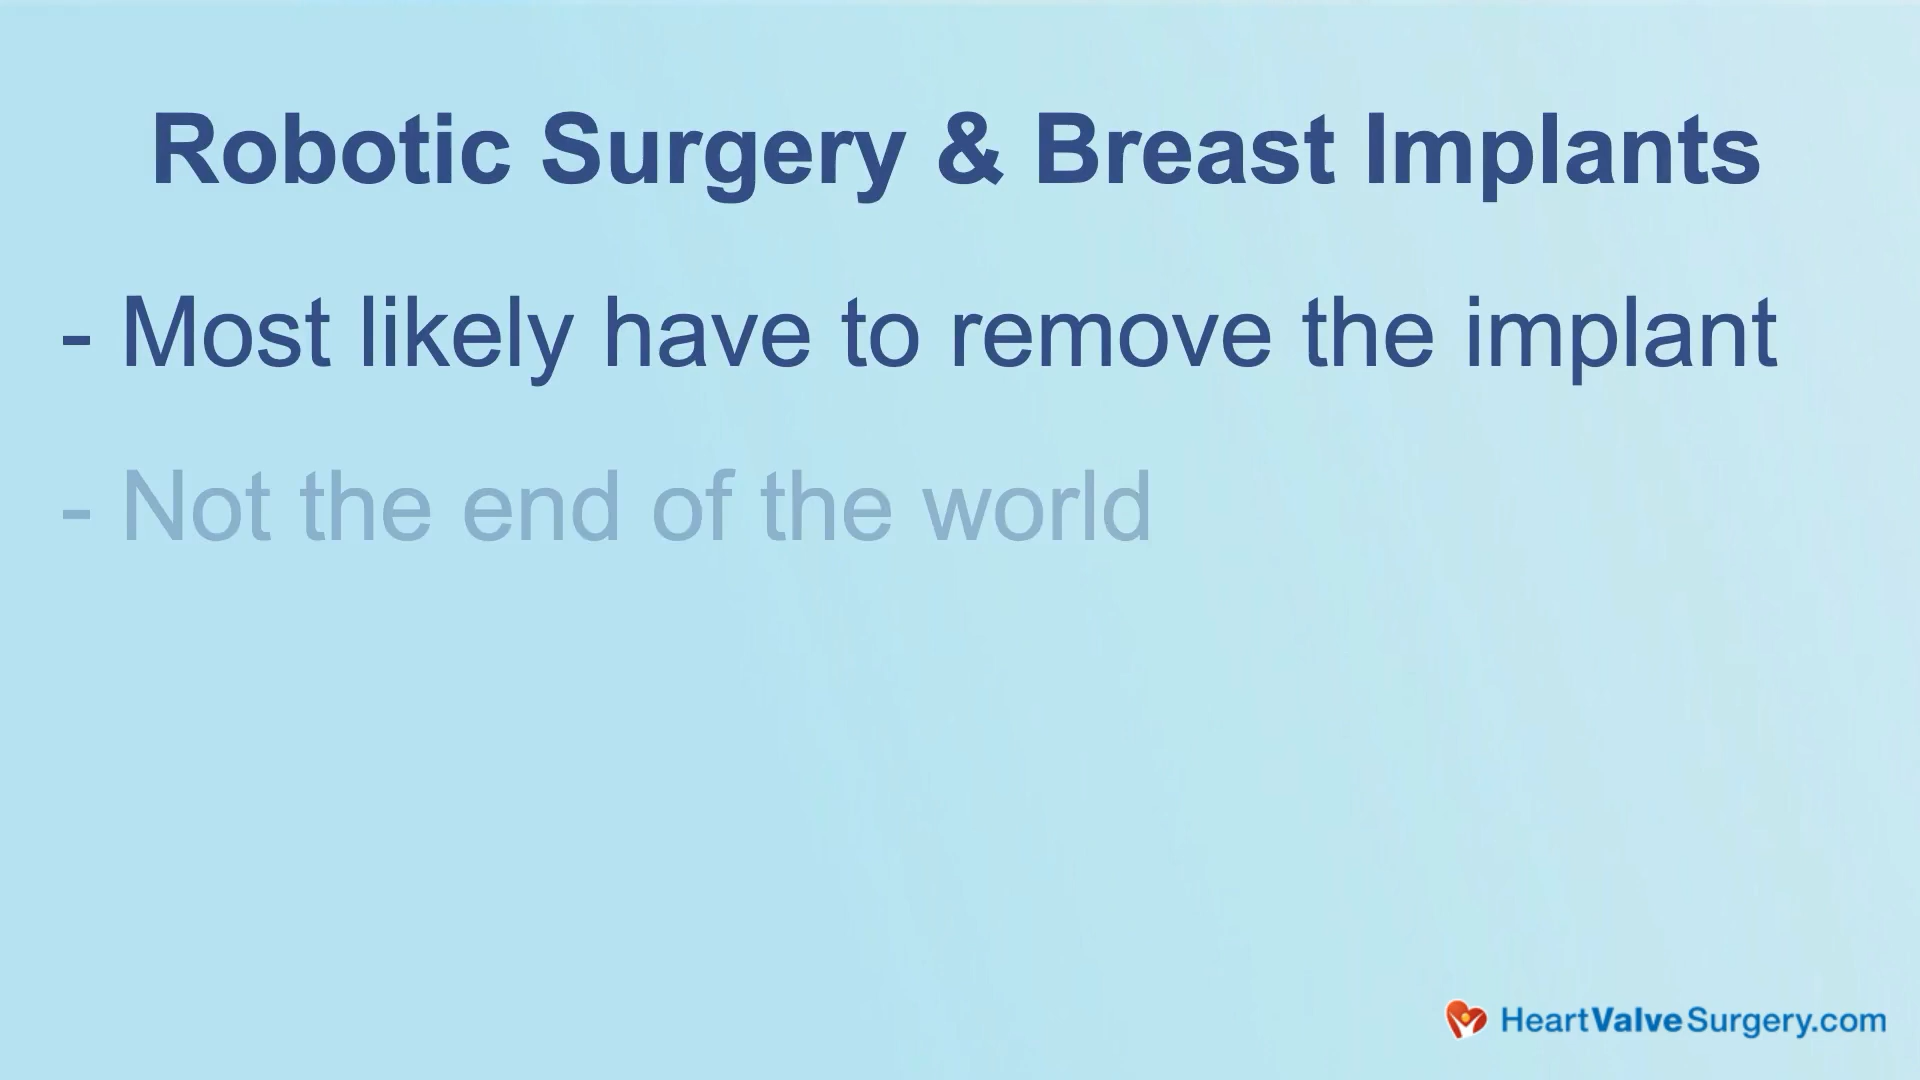 Robotic Surgery & Breast Implants
- Most likely have to remove the implant
- Not the end of the world
HeartValveSurgery.com